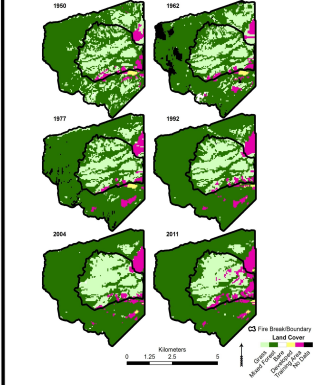 1950
1962
1977
1992
2004
2011
Fire Break/Boundary
Land Cover
Grass
Mixed Forest
Bare
Developed
Training Area
No Data
Kilometers
0 1.25 2.5 5